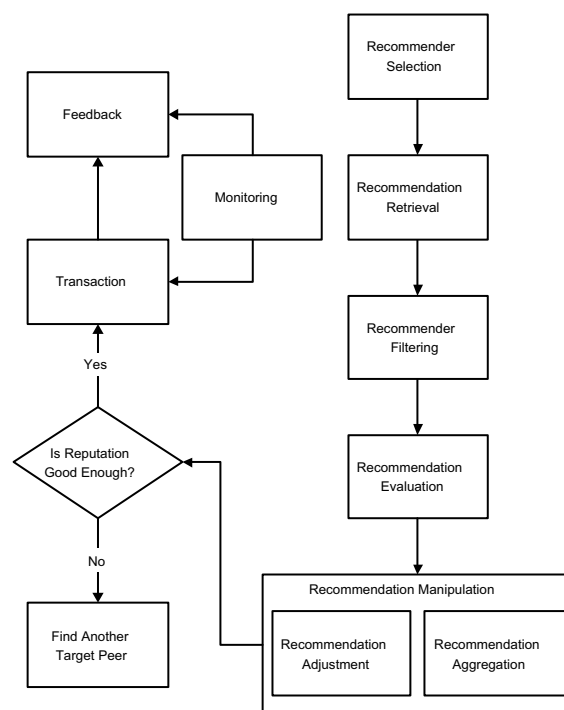 Recommender
Selection
Feedback
Recommendation
Retrieval
Monitoring
Transaction
Recommender
Filtering
Yes
Is Reputation
Good Enough?
Recommendation
Evaluation
No
Recommendation Manipulation
Find Another
Target Peer
Recommendation
Adjustment
Recommendation
Aggregation